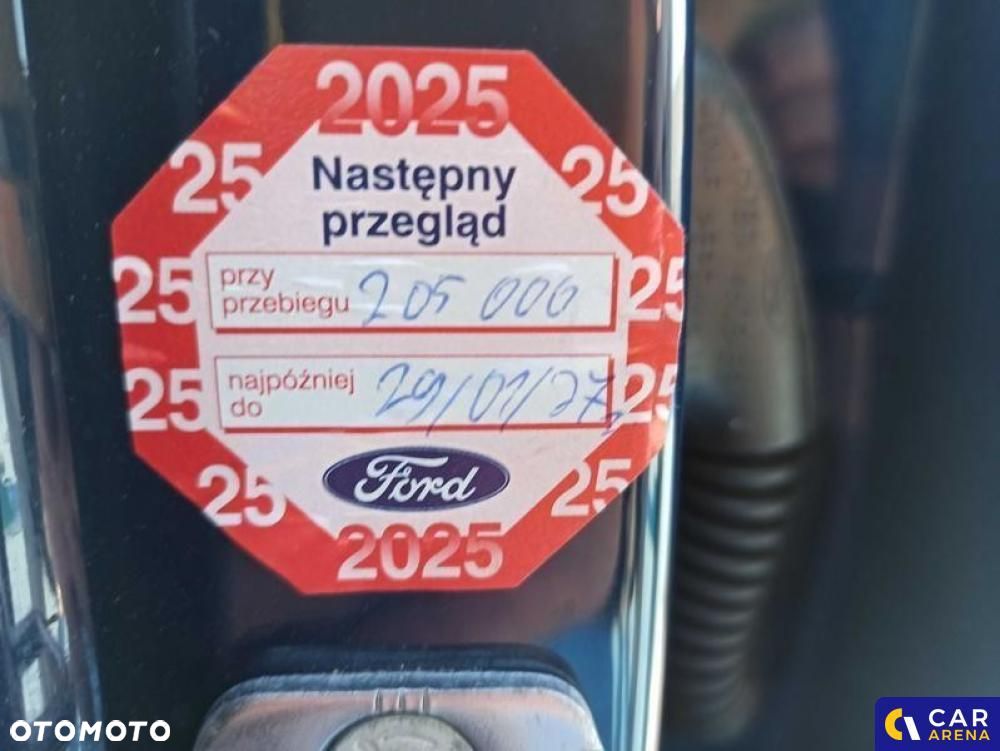 2025
25 25
Następny
przegląd
25 25
przy
przebiegu 205 000
25 25
najpóźniej
do 29/01/27
25 25
Ford
2025
OTOMOTO
CAR
ARENA